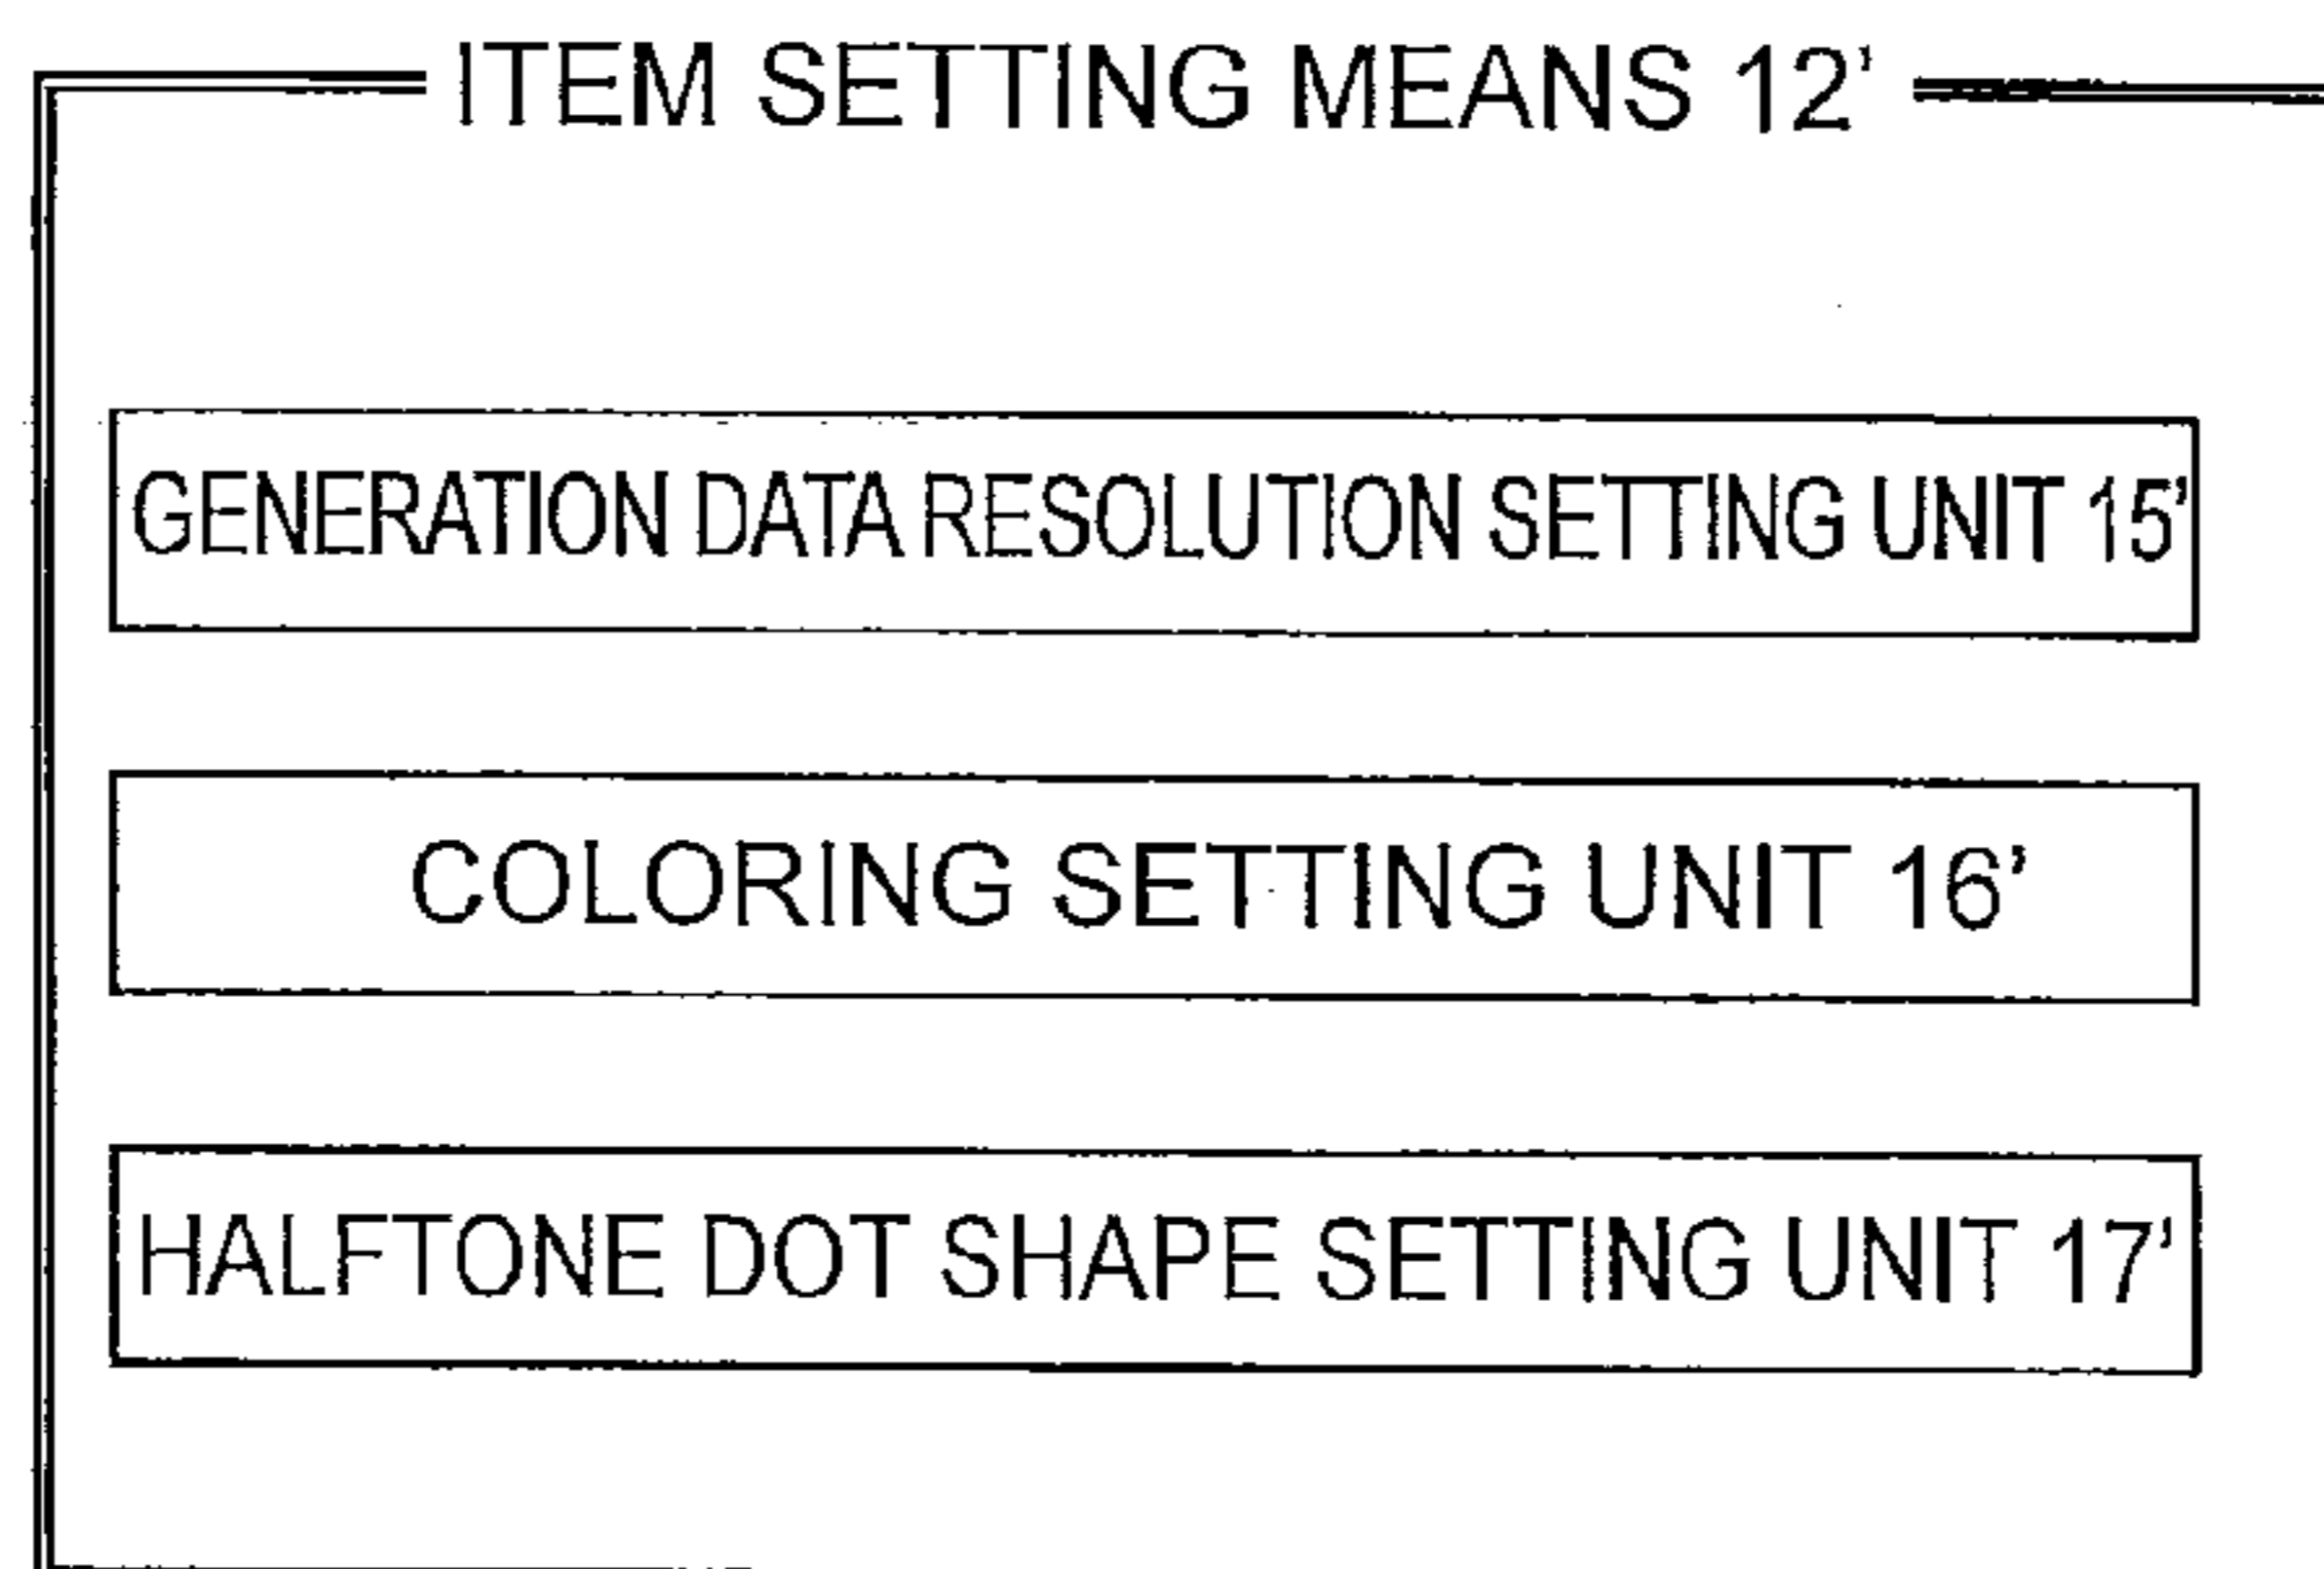 ITEM SETTING MEANS 12'
GENERATION DATA RESOLUTION SETTING UNIT 15'
COLORING SETTING UNIT 16'
HALFTONE DOT SHAPE SETTING UNIT 17'